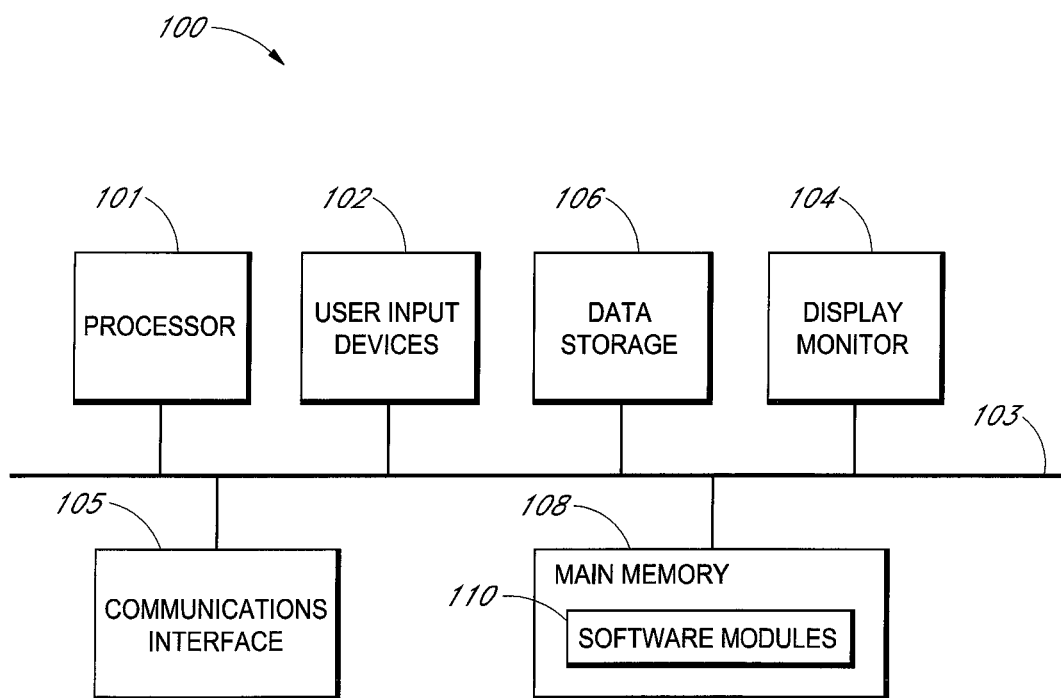 100
101
102
106
104
PROCESSOR
USER INPUT
DEVICES
DATA
STORAGE
DISPLAY
MONITOR
103
105
108
COMMUNICATIONS
INTERFACE
MAIN MEMORY
110
SOFTWARE MODULES